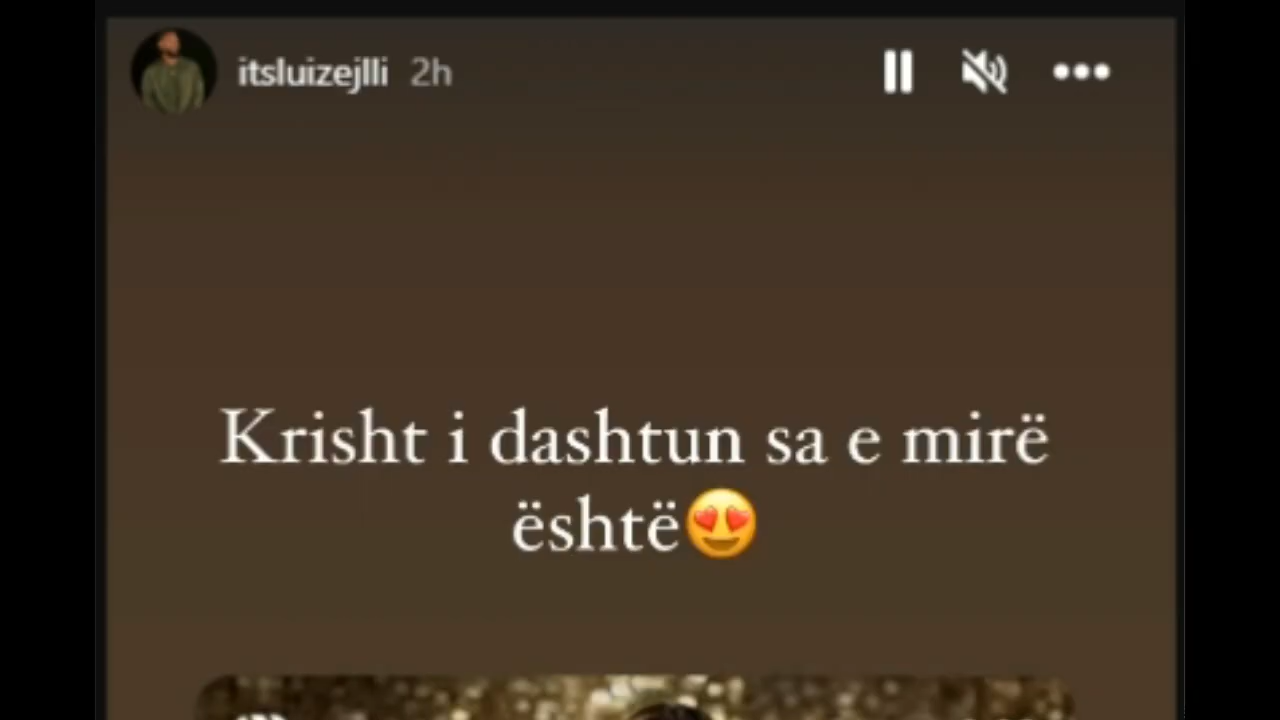 itsluizejlli 2h
Krisht i dashtun sa e mirë
është😍